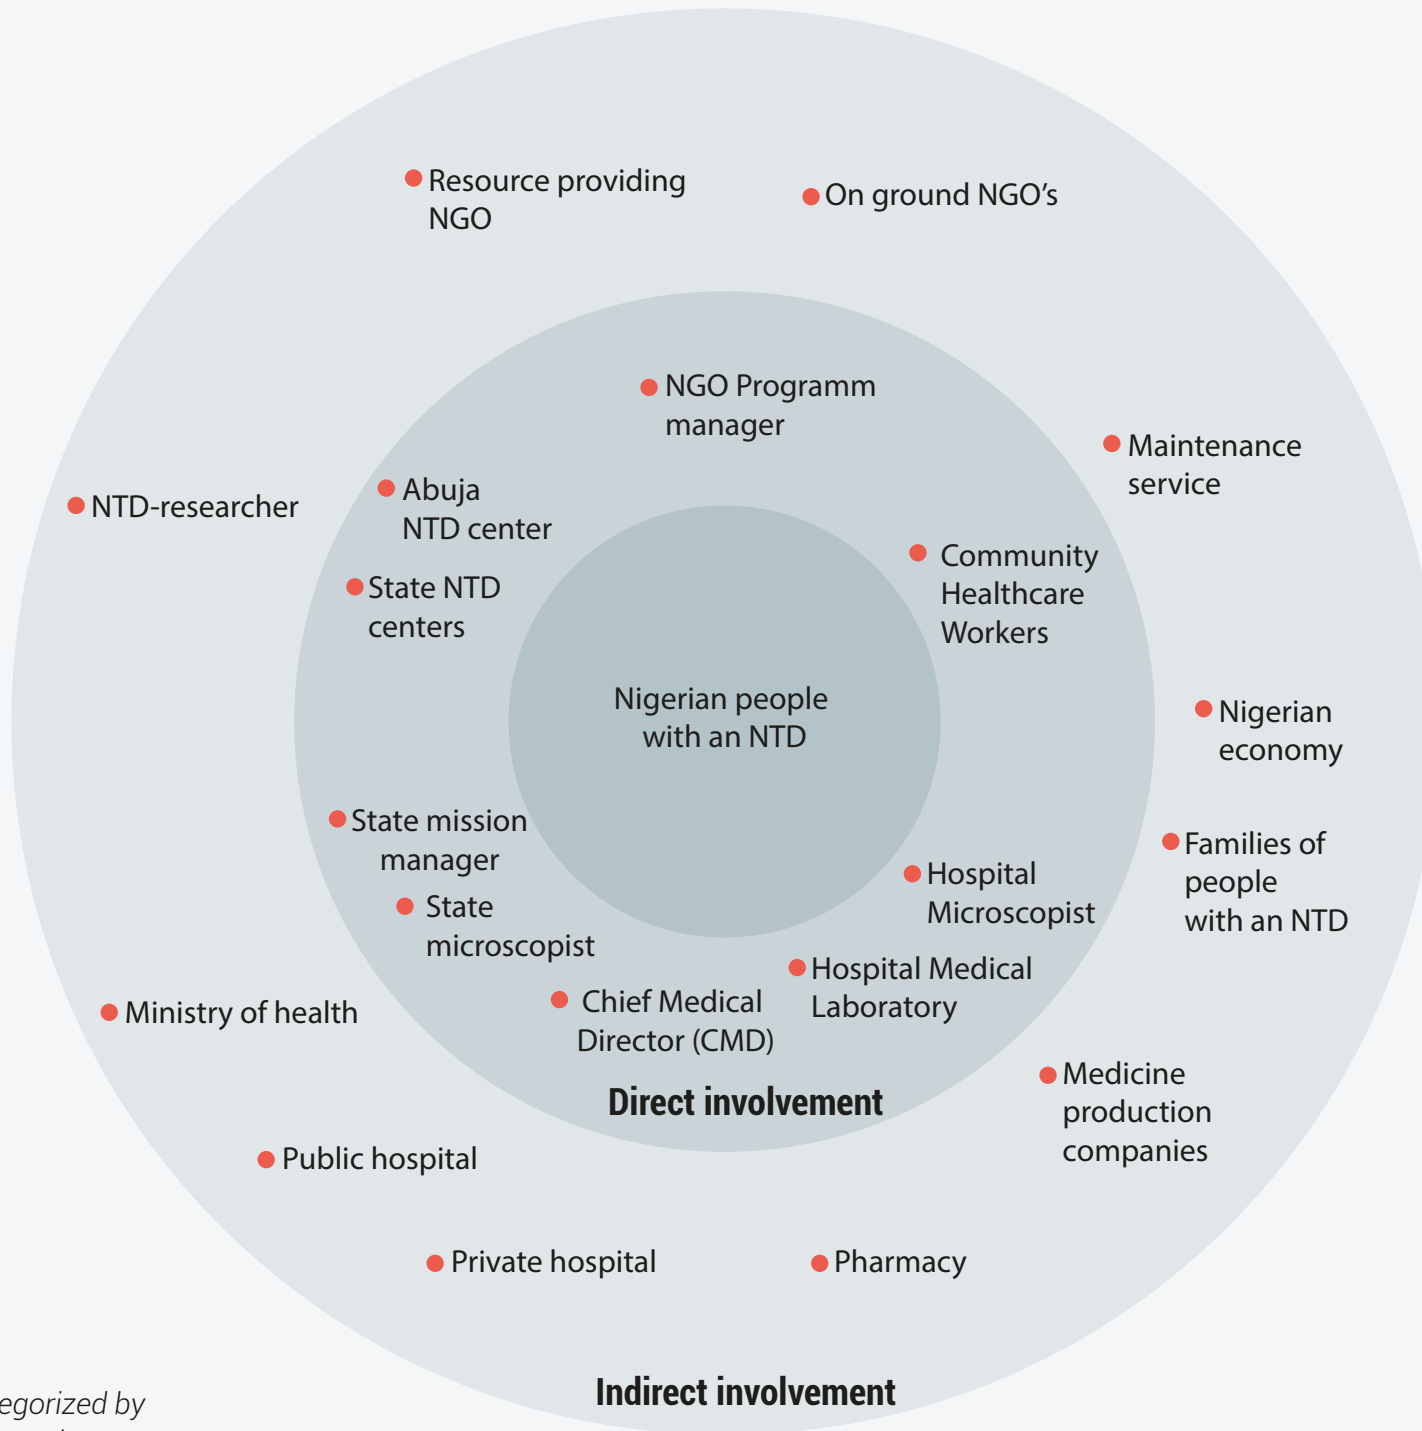 Resource providing
NGO
On ground NGO’s
NGO Programm
manager
Maintenance
service
Abuja
NTD center
NTD-researcher
Community
Healthcare
Workers
State NTD
centers
Nigerian people
with an NTD
Nigerian
economy
State mission
manager
Families of
people
with an NTD
Hospital
Microscopist
State
microscopist
Hospital Medical
Laboratory
Chief Medical
Director (CMD)
Ministry of health
Medicine
production
companies
Direct involvement
Public hospital
Private hospital
Pharmacy
Indirect involvement
egorized by